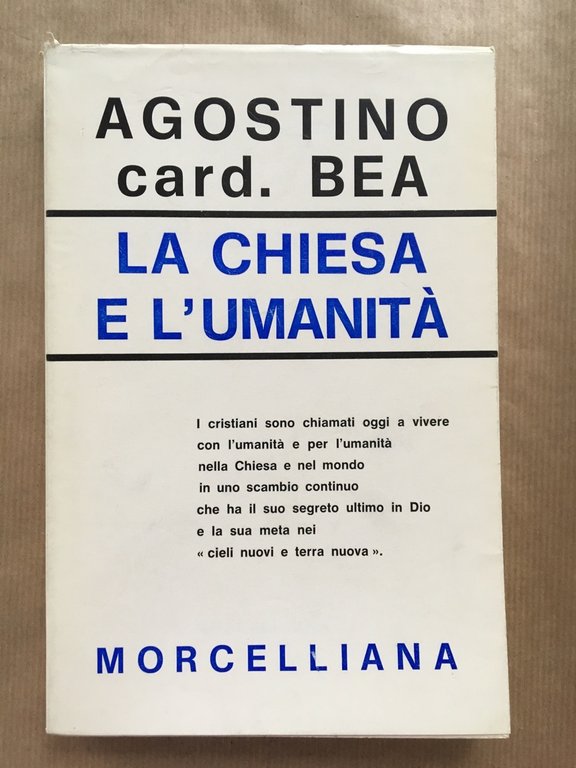 AGOSTINO
card. BEA
LA CHIESA
E L'UMANITÀ
I cristiani sono chiamati oggi a vivere
con l'umanità e per l'umanità
nella Chiesa e nel mondo
in uno scambio continuo
che ha il suo segreto ultimo in Dio
e la sua meta nei
« cieli nuovi e terra nuova ».
MORCELLIANA